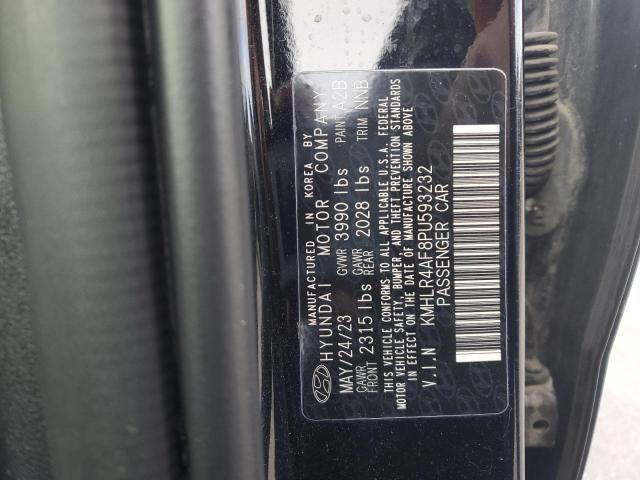 MANUFACTURED IN KOREA BY
HYUNDAI MOTOR COMPANY
MAY/24/23 GVWR 3990 lbs PAINT A2B
GAWR FRONT 2315 lbs GAWR REAR 2028 lbs TRIM NNB
THIS VEHICLE CONFORMS TO ALL APPLICABLE U.S.A. FEDERAL
MOTOR VEHICLE SAFETY, BUMPER, AND THEFT PREVENTION STANDARDS
IN EFFECT ON THE DATE OF MANUFACTURE SHOWN ABOVE
V.I.N KMHLR4AF8PU593232
PASSENGER CAR